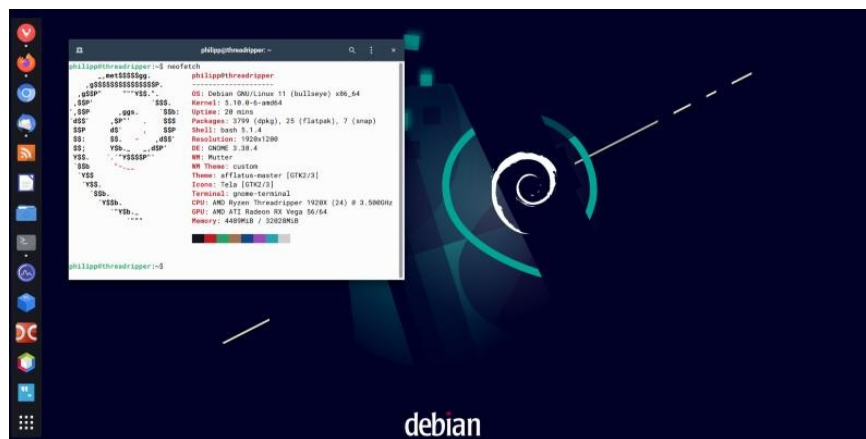 philipp@threadripper: ~
philipp@threadripper:~$ neofetch
philipp@threadripper
--------------------
OS: Debian GNU/Linux 11 (bullseye) x86_64
Kernel: 5.10.0-6-amd64
Uptime: 20 mins
Packages: 3799 (dpkg), 25 (flatpak), 7 (snap)
Shell: bash 5.1.4
Resolution: 1920x1200
DE: GNOME 3.38.4
WM: Mutter
WM Theme: custom
Theme: afflatus-master [GTK2/3]
Icons: Tela [GTK2/3]
Terminal: gnome-terminal
CPU: AMD Ryzen Threadripper 1920X (24) @ 3.500GHz
GPU: AMD ATI Radeon RX Vega 56/64
Memory: 4489MiB / 32028MiB
philipp@threadripper:~$
debian